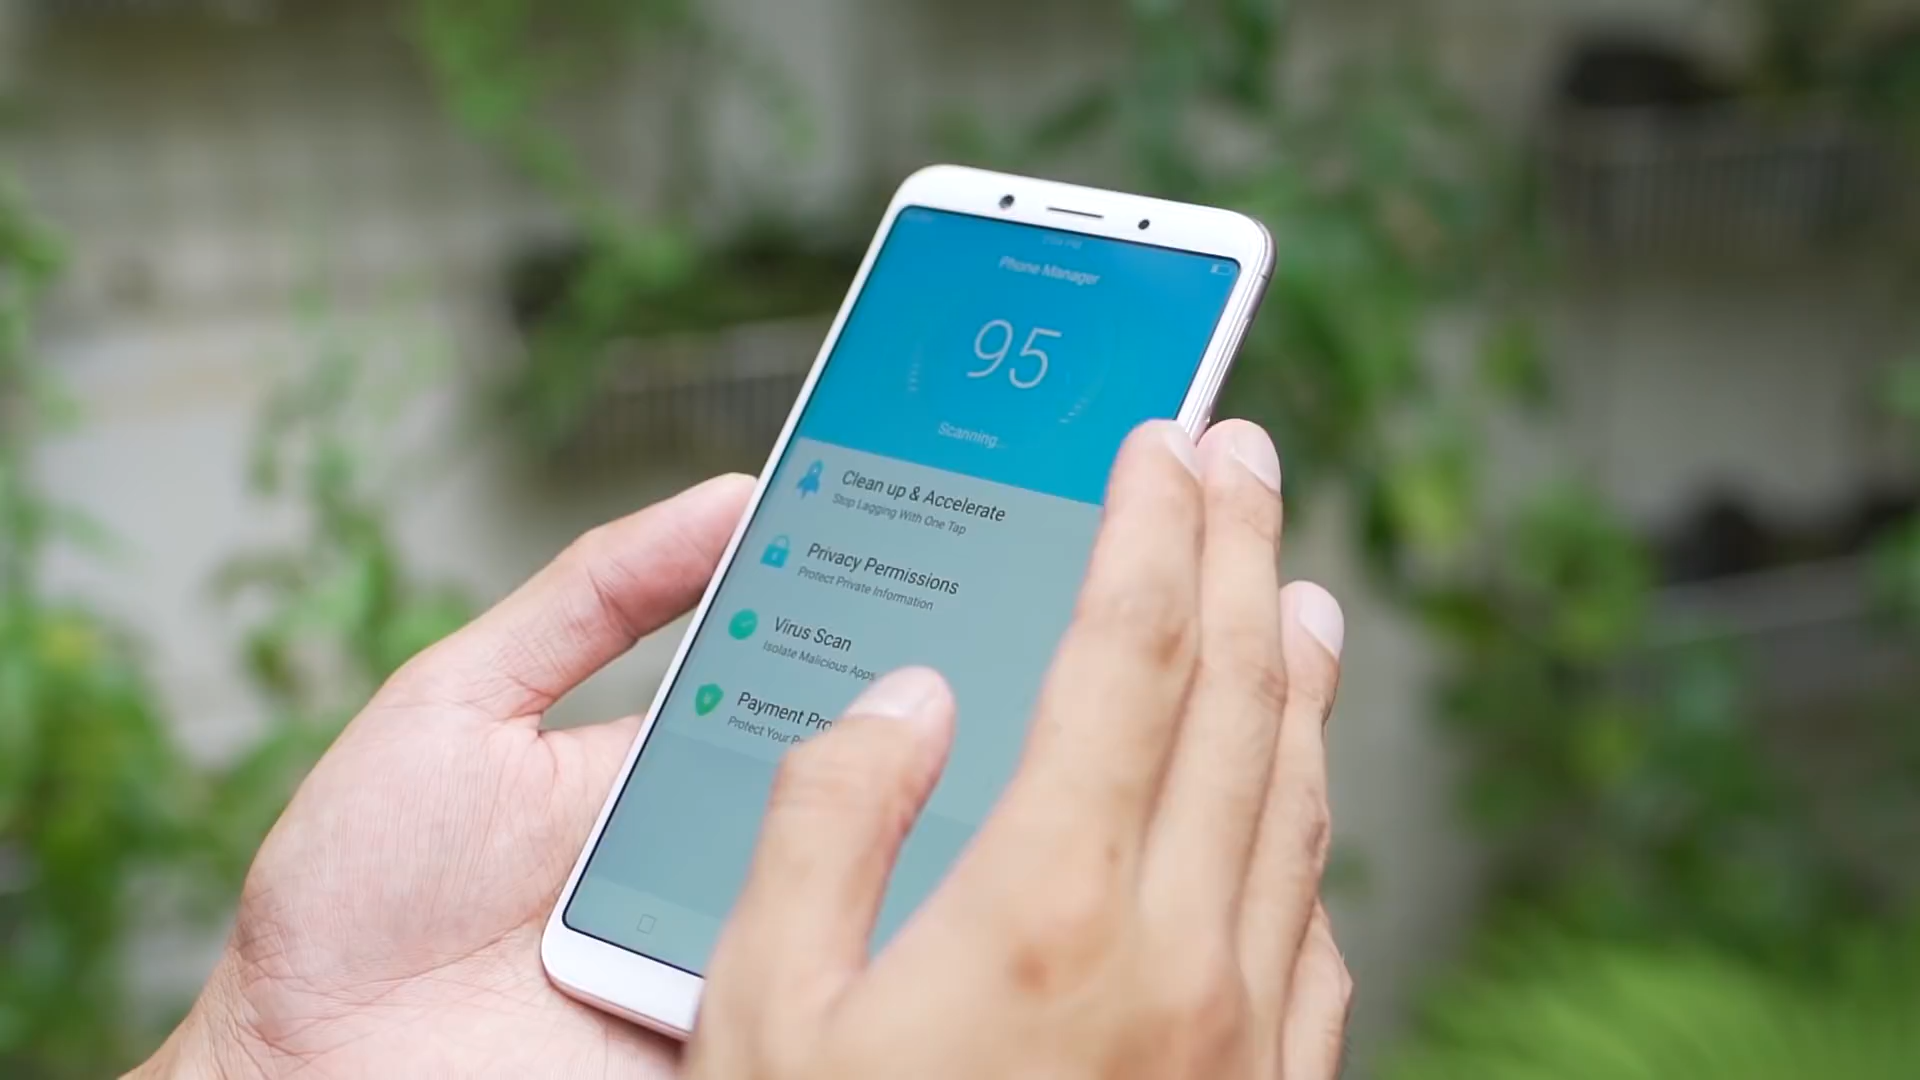 Phone Manager
95
Scanning...
Clean up & Accelerate
Stop Lagging With One Tap
Privacy Permissions
Protect Private Information
Virus Scan
Isolate Malicious Apps
Payment Pro
Protect Your P